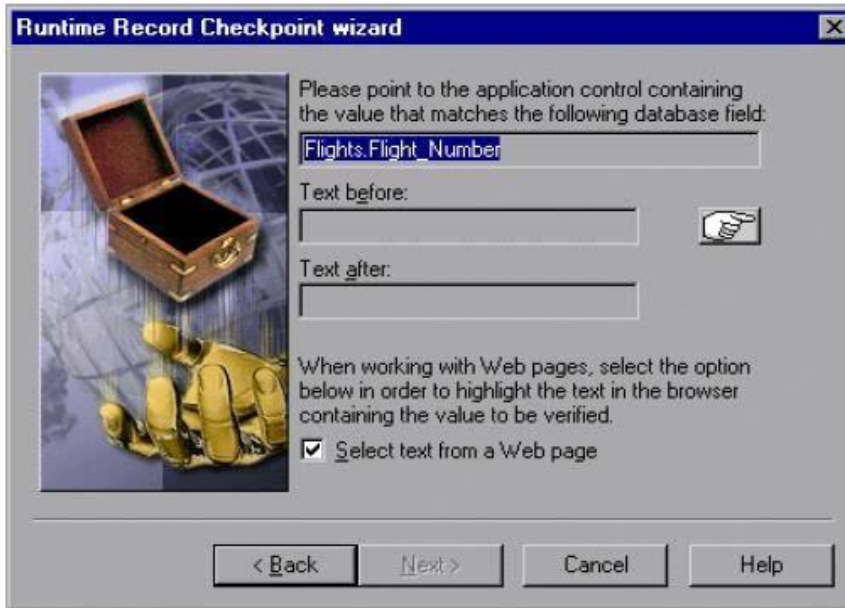 Runtime Record Checkpoint wizard
Please point to the application control containing
the value that matches the following database field:
Flights.Flight_Number
Text before:
Text after:
When working with Web pages, select the option
below in order to highlight the text in the browser
containing the value to be verified.
Select text from a Web page
< Back
Next >
Cancel
Help